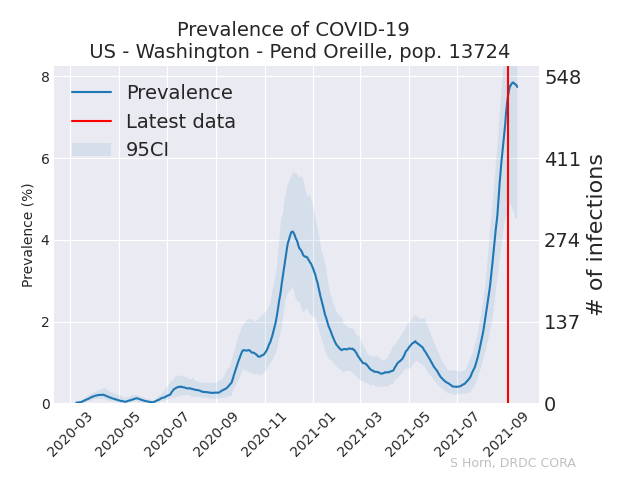 Prevalence of COVID-19
US - Washington - Pend Oreille, pop. 13724
Prevalence
Latest data
95CI
Prevalence (%)
8
6
4
2
0
548
411
274
137
0
# of infections
2020-03
2020-05
2020-07
2020-09
2020-11
2021-01
2021-03
2021-05
2021-07
2021-09
S Horn, DRDC CORA